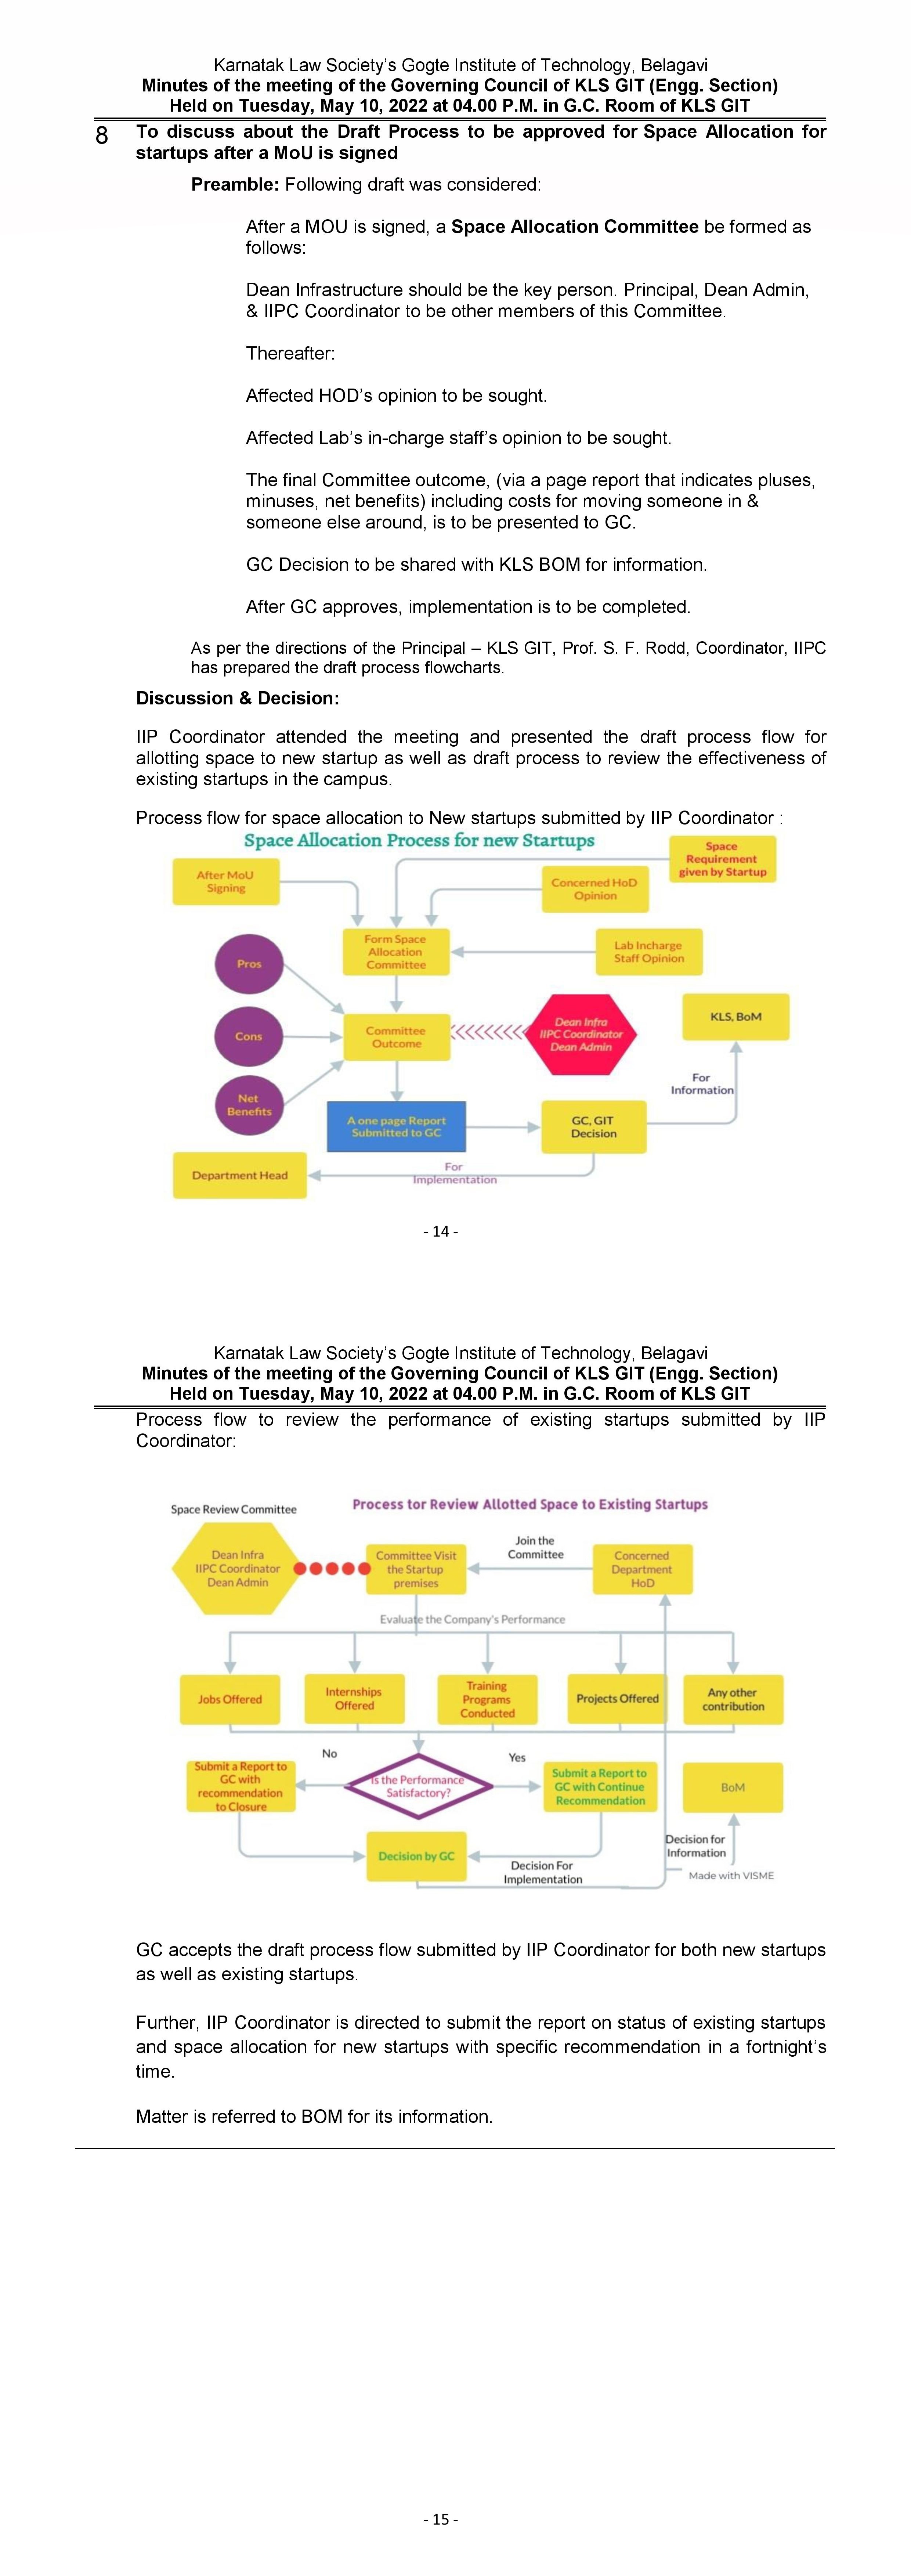 Karnatak Law Society’s Gogte Institute of Technology, Belagavi
Minutes of the meeting of the Governing Council of KLS GIT (Engg. Section)
Held on Tuesday, May 10, 2022 at 04.00 P.M. in G.C. Room of KLS GIT
8 To discuss about the Draft Process to be approved for Space Allocation for
startups after a MoU is signed
Preamble: Following draft was considered:
After a MOU is signed, a Space Allocation Committee be formed as
follows:
Dean Infrastructure should be the key person. Principal, Dean Admin,
& IIPC Coordinator to be other members of this Committee.
Thereafter:
Affected HOD’s opinion to be sought.
Affected Lab’s in-charge staff’s opinion to be sought.
The final Committee outcome, (via a page report that indicates pluses,
minuses, net benefits) including costs for moving someone in &
someone else around, is to be presented to GC.
GC Decision to be shared with KLS BOM for information.
After GC approves, implementation is to be completed.
As per the directions of the Principal – KLS GIT, Prof. S. F. Rodd, Coordinator, IIPC
has prepared the draft process flowcharts.
Discussion & Decision:
IIP Coordinator attended the meeting and presented the draft process flow for
allotting space to new startup as well as draft process to review the effectiveness of
existing startups in the campus.
Process flow for space allocation to New startups submitted by IIP Coordinator :
Space Allocation Process for new Startups
Space
Requirement
given by Startup
After MoU
Signing
Concerned HoD
Opinion
Form Space
Allocation
Committee
Lab Incharge
Staff Opinion
Pros
Cons
Net
Benefits
Committee
Outcome
Dean Infra
IIPC Coordinator
Dean Admin
KLS, BoM
For
Information
A one page Report
Submitted to GC
GC, GIT
Decision
Department Head
For
Implementation
- 14 -
Karnatak Law Society’s Gogte Institute of Technology, Belagavi
Minutes of the meeting of the Governing Council of KLS GIT (Engg. Section)
Held on Tuesday, May 10, 2022 at 04.00 P.M. in G.C. Room of KLS GIT
Process flow to review the performance of existing startups submitted by IIP
Coordinator:
Space Review Committee
Process tor Review Allotted Space to Existing Startups
Dean Infra
IIPC Coordinator
Dean Admin
Committee Visit
the Startup
premises
Join the
Committee
Concerned
Department
HoD
Evaluate the Company's Performance
Jobs Offered
Internships
Offered
Training
Programs
Conducted
Projects Offered
Any other
contribution
No
Yes
Submit a Report to
GC with
recommendation
to Closure
Is the Performance
Satisfactory?
Submit a Report to
GC with Continue
Recommendation
BoM
Decision by GC
Decision For
Implementation
Decision for
Information
Made with VISME
GC accepts the draft process flow submitted by IIP Coordinator for both new startups
as well as existing startups.
Further, IIP Coordinator is directed to submit the report on status of existing startups
and space allocation for new startups with specific recommendation in a fortnight’s
time.
Matter is referred to BOM for its information.
- 15 -